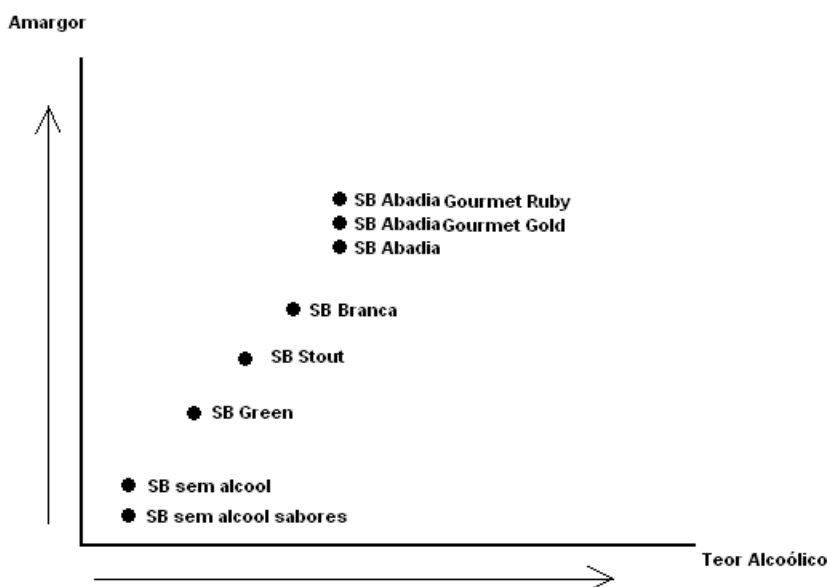 Amargor
SB Abadia Gourmet Ruby
SB Abadia Gourmet Gold
SB Abadia
SB Branca
SB Stout
SB Green
SB sem alcool
SB sem alcool sabores
Teor Alcoólico